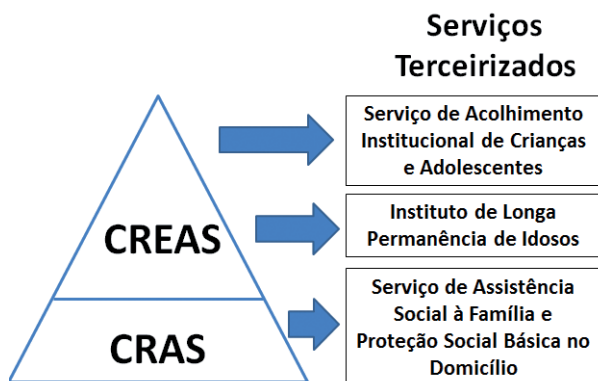 Serviços
Terceirizados
Serviço de Acolhimento
Institucional de Crianças
e Adolescentes
CREAS
Instituto de Longa
Permanência de Idosos
Serviço de Assistência
Social à Família e
Proteção Social Básica no
Domicílio
CRAS